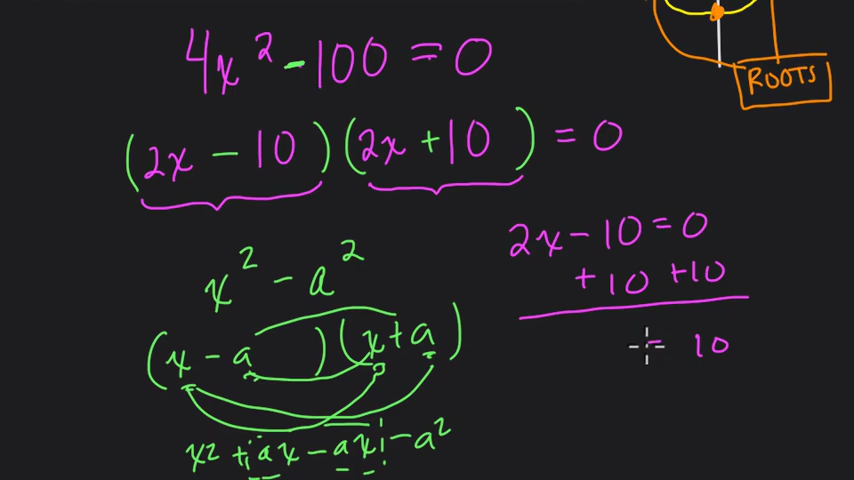 4x² - 100 = 0
ROOTS
(2x - 10)(2x + 10) = 0
2x - 10 = 0
+ 10 + 10
= 10
x² - a²
(x - a)(x + a)
x² + ax - ax - a²